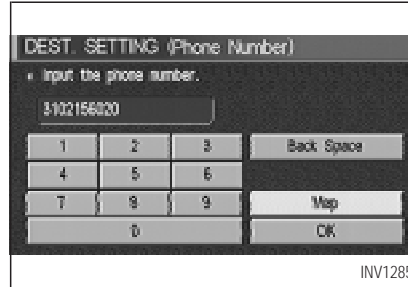 DEST. SETTING (Phone Number)
Input the phone number.
3102156020
1 2 3 Back Space
4 5 6
7 8 9 Map
0 OK
INV1285